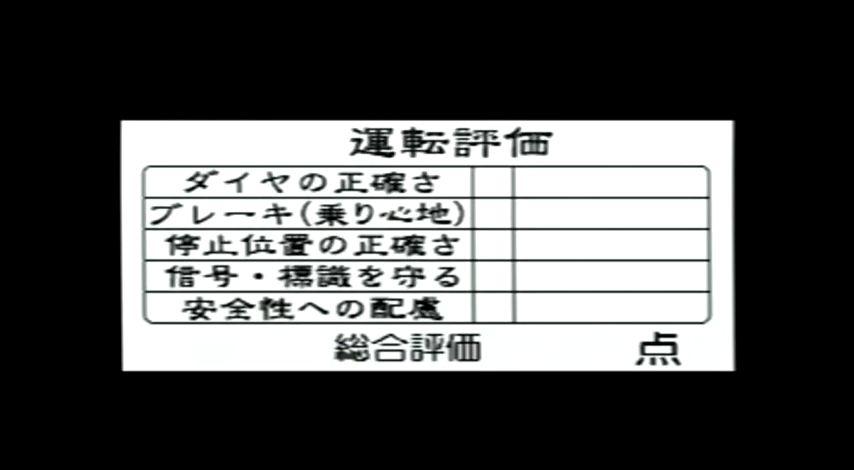 運転評価
ダイヤの正確さ
ブレーキ(乗り心地)
停止位置の正確さ
信号・標識を守る
安全性への配慮
総合評価 点